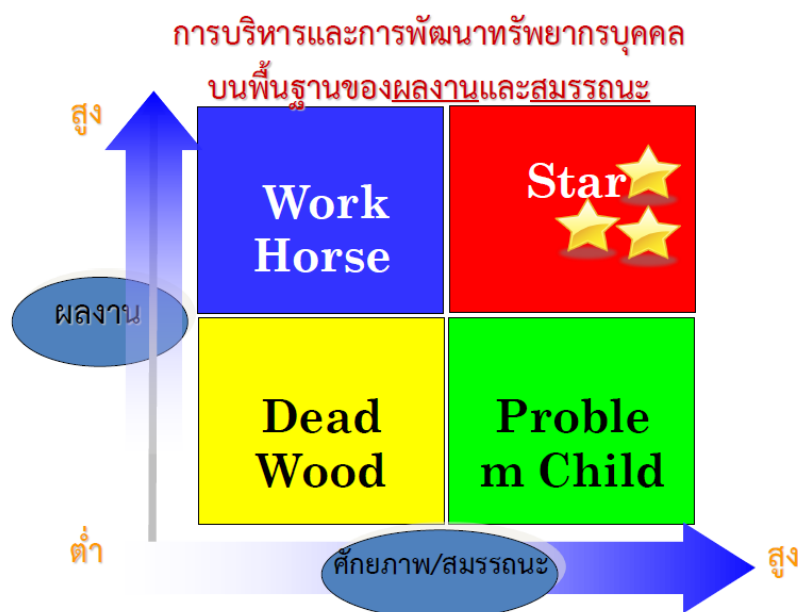 การบริหารและการพัฒนาทรัพยากรบุคคล
บนพื้นฐานของผลงานและสมรรถนะ
สูง
Work
Horse
Star
ผลงาน
Dead
Wood
Proble
m Child
ต่ำ
ศักยภาพ/สมรรถนะ
สูง